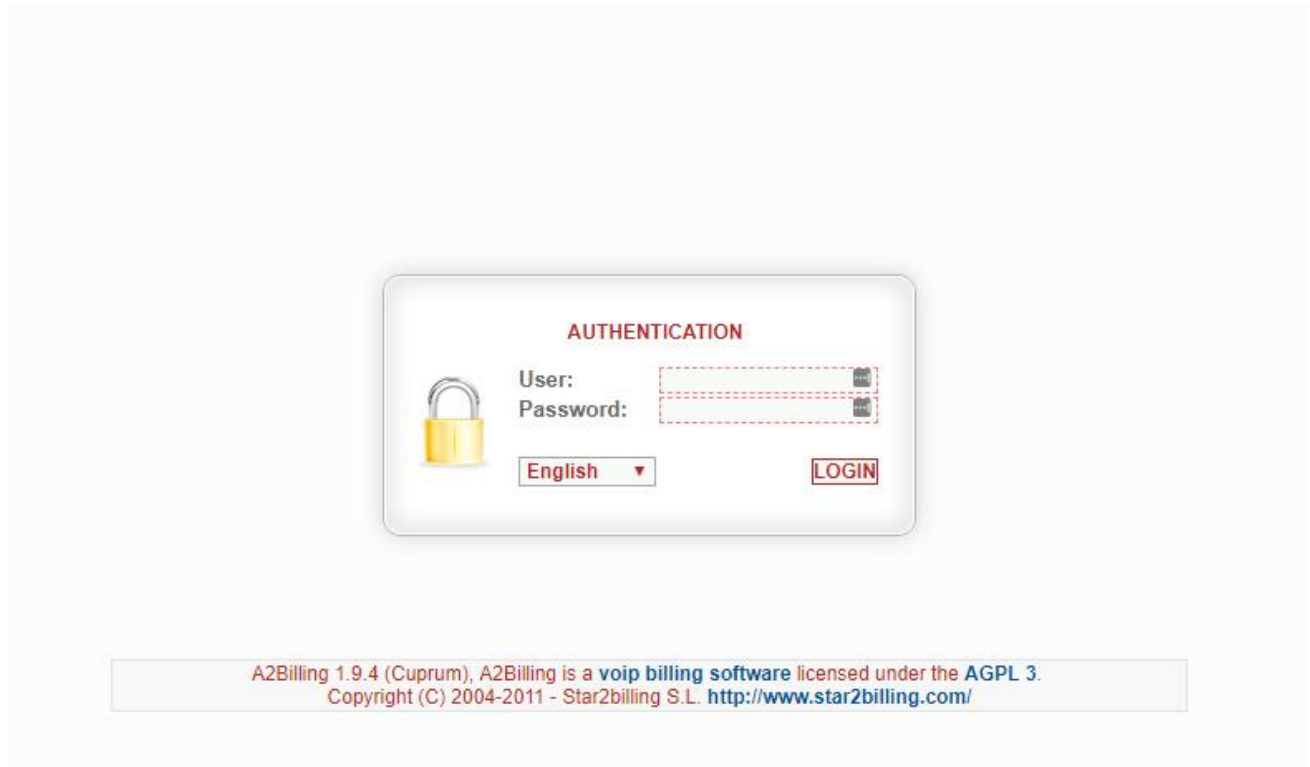 AUTHENTICATION
User:
Password:
English
LOGIN
A2Billing 1.9.4 (Cuprum), A2Billing is a voip billing software licensed under the AGPL 3.
Copyright (C) 2004-2011 - Star2billing S.L. http://www.star2billing.com/